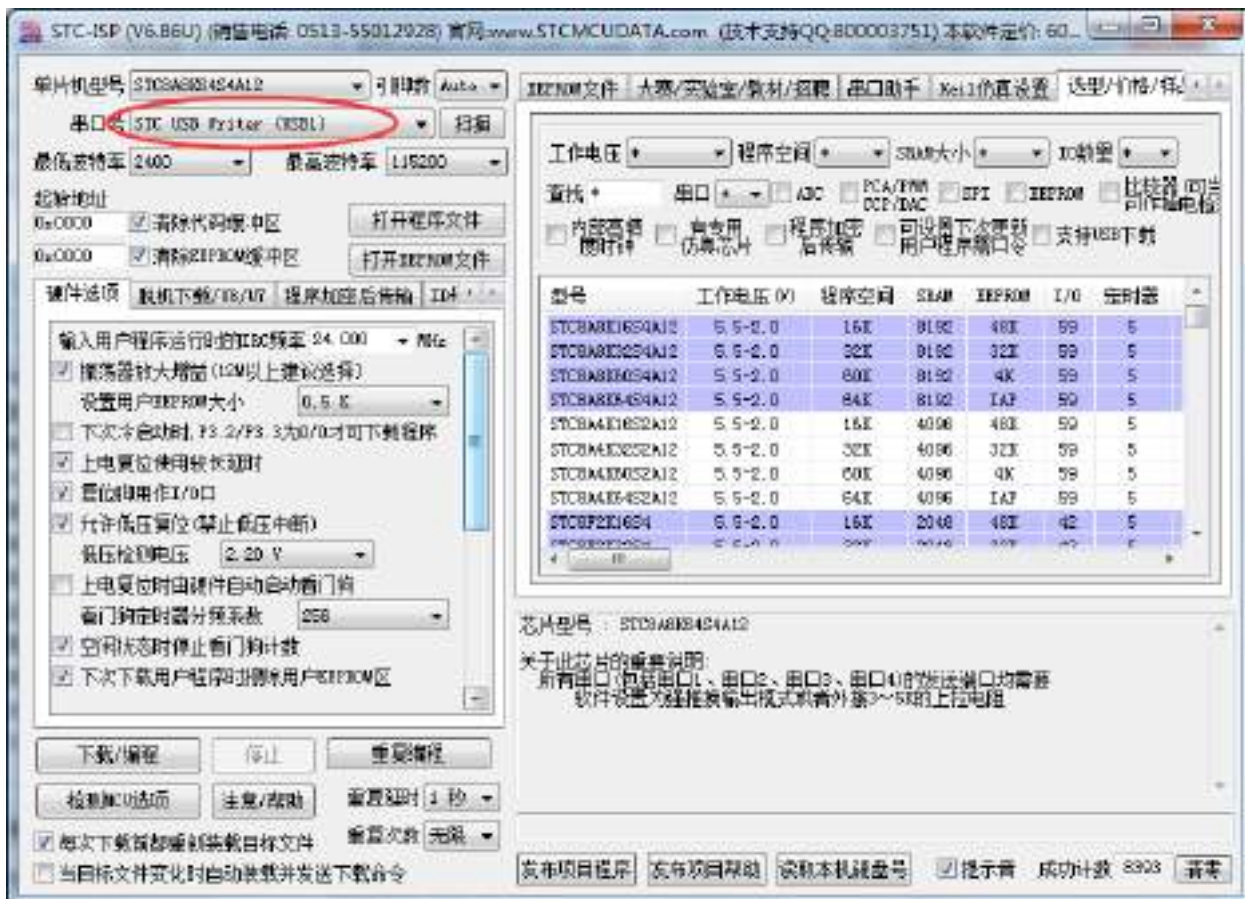 STC-ISP (V6.86U) (销售电话: 0513-55012928) 官网:www.STCMCUDATA.com (技术支持QQ:800003751) 本软件定价: 60...
单片机型号 STC8A8K64S4A12 引脚数 Auto
串口号 STC USB Writer (USB1) 扫描
最低波特率 2400 最高波特率 115200
起始地址
0x0000 清除代码缓冲区 打开程序文件
0x0000 清除EEPROM缓冲区 打开EEPROM文件
硬件选项 脱机下载/U8/U7 程序加密后传输
输入用户程序运行时的IRC频率 24.000 MHz
振荡器放大增益(12M以上建议选择)
设置用户EEPROM大小 0.5 K
下次冷启动时,P3.2/P3.3为0/0才可下载程序
上电复位使用较长延时
复位脚用作I/O口
允许低压复位(禁止低压中断)
低压检测电压 2.20 V
上电复位时由硬件自动启动看门狗
看门狗定时器分频系数 256
空闲状态时停止看门狗计数
下次下载用户程序时擦除用户EEPROM区
下载/编程 停止 重复编程
检测MCU选项 注意/帮助 重复延时 1 秒
每次下载前都重新装载目标文件 重复次数 无限
当目标文件变化时自动装载并发送下载命令
EEPROM文件 大赛/实验室/教材/招聘 串口助手 Keil仿真设置 选型/价格/样
工作电压 * 程序空间 * SRAM大小 * IO数量 *
查找 * 串口 * ADC PCA/PWM CCP/DAC SPI EEPROM 比较器
内部高精度时钟 有专用仿真芯片 程序加密后传输 可设置下次更新用户程序需口令 支持USB下载
型号 工作电压(V) 程序空间 SRAM EEPROM I/O 定时器
STC8A8K16S4A12 5.5-2.0 16K 8192 48K 59 5
STC8A8K32S4A12 5.5-2.0 32K 8192 32K 59 5
STC8A8K60S4A12 5.5-2.0 60K 8192 4K 59 5
STC8A8K64S4A12 5.5-2.0 64K 8192 IAP 59 5
STC8A4K16S2A12 5.5-2.0 16K 4096 48K 59 5
STC8A4K32S2A12 5.5-2.0 32K 4096 32K 59 5
STC8A4K60S2A12 5.5-2.0 60K 4096 4K 59 5
STC8A4K64S2A12 5.5-2.0 64K 4096 IAP 59 5
STC8F2K16S4 5.5-2.0 16K 2048 48K 42 5
芯片型号 : STC8A8K64S4A12
关于此芯片的重要说明:
所有串口(包括串口1、串口2、串口3、串口4)的发送端口均需要
软件设置为强推挽输出模式或者外接3~5K的上拉电阻
发布项目程序 发布项目帮助 读取本机硬盘号 提示音 成功计数 8393 清零